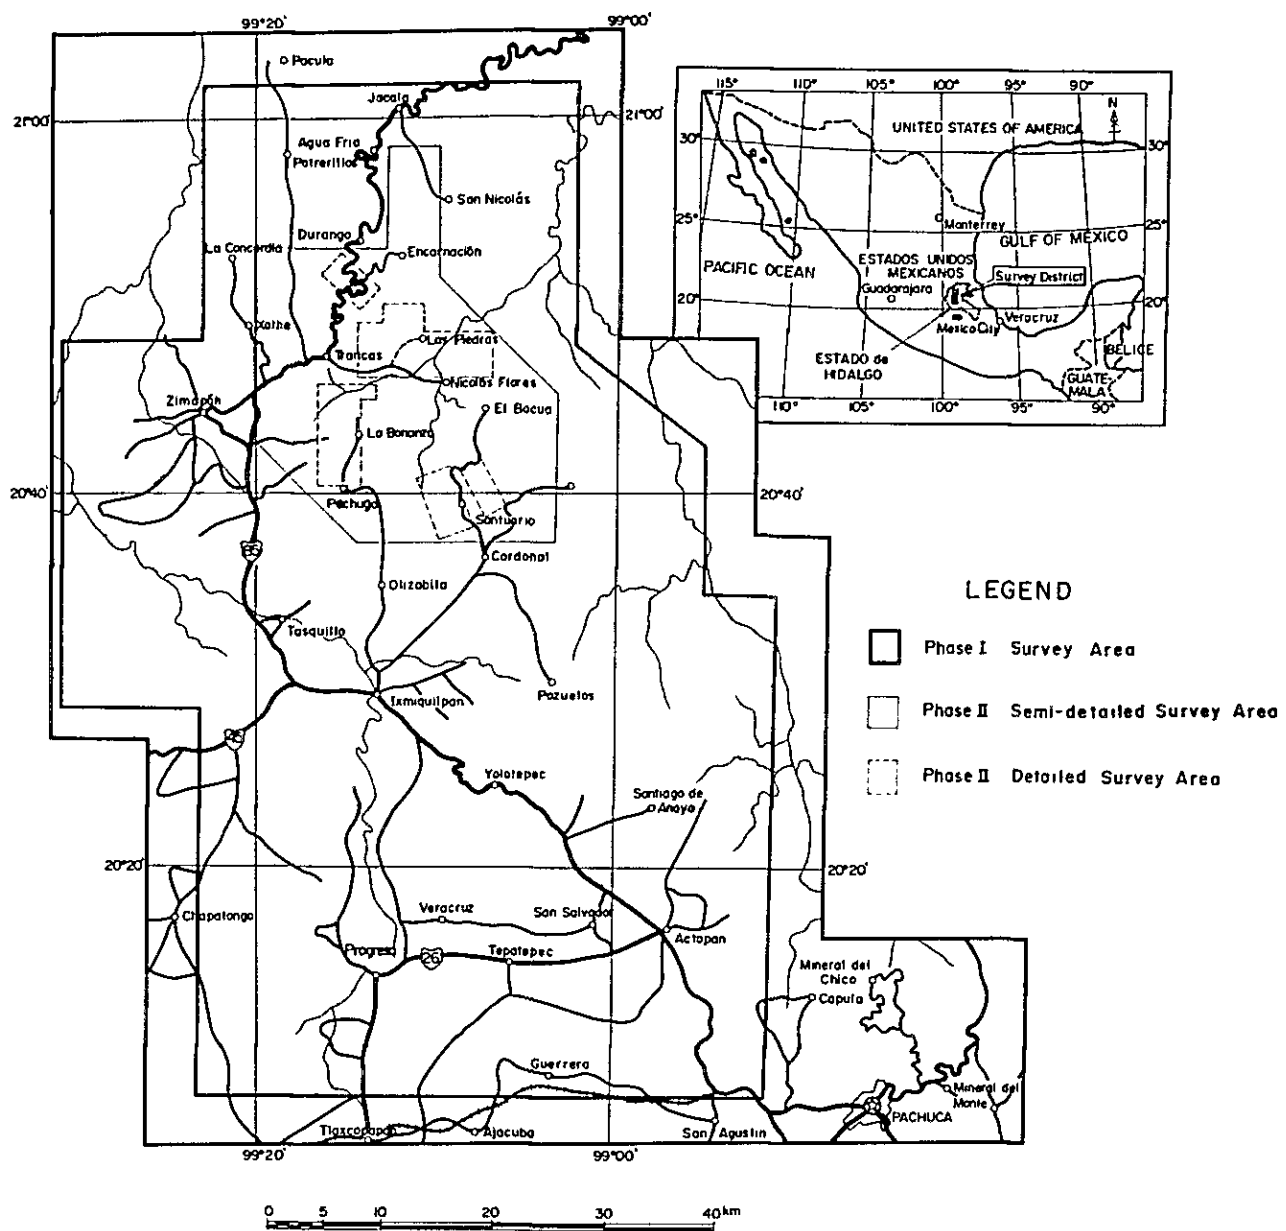 99°20'
99°00'
Pacula
Jacala
21°00'
21°00'
Agua Fria
Potrerillos
San Nicolás
Durango
La Concordia
Encarnación
Xathe
Trancas
Las Piedras
Nicolás Flores
Zimapán
El Bocua
La Bonanza
20°40'
20°40'
Pechuga
Santuario
85
Cardonal
Olizabila
Tasquillo
Pozuelos
Ixmiquilpan
45
Yolotepec
Santiago de
Anaya
20°20'
20°20'
Chapatongo
Veracruz
San Salvador
Actopan
Progreso
26
Tepatepec
Mineral del
Chico
Capula
Guerrera
Mineral del
Monte
PACHUCA
Tlaxcoapan
Ajacuba
San Agustin
99°20'
99°00'
0 5 10 20 30 40 km
115° 110° 105° 100° 95° 90°
N
30°
30°
UNITED STATES OF AMERICA
25°
25°
Monterrey
GULF OF MEXICO
PACIFIC OCEAN
ESTADOS UNIDOS
MEXICANOS
Guadarajara
Survey District
20°
20°
Mexico City
Veracruz
ESTADO de
HIDALGO
BELICE
GUATE-
MALA
110° 105° 100° 95° 90°
LEGEND
Phase I Survey Area
Phase II Semi-detailed Survey Area
Phase II Detailed Survey Area